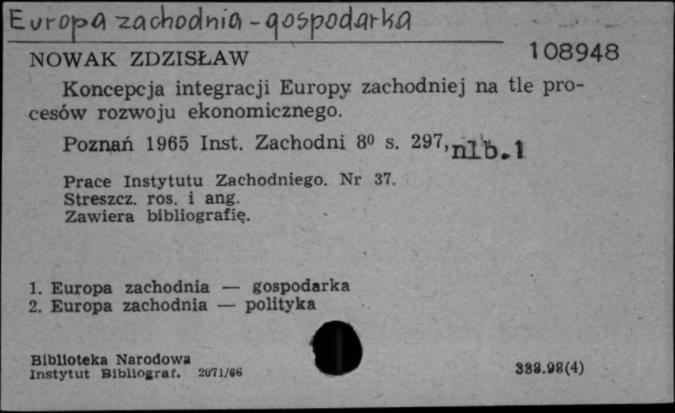 Europa zachodnia - gospodarka
NOWAK ZDZISŁAW 108948
Koncepcja integracji Europy zachodniej na tle pro-
cesów rozwoju ekonomicznego.
Poznań 1965 Inst. Zachodni 8⁰ s. 297, nlb. 1
Prace Instytutu Zachodniego. Nr 37.
Streszcz. ros. i ang.
Zawiera bibliografię.
1. Europa zachodnia — gospodarka
2. Europa zachodnia — polityka
Biblioteka Narodowa
Instytut Bibliograf. 2071/66 338.98(4)